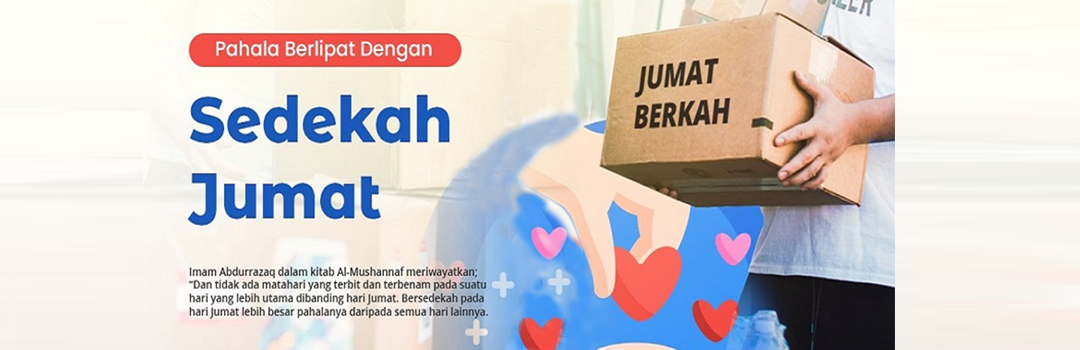 Pahala Berlipat Dengan
Sedekah
Jumat
JUMAT
BERKAH
Imam Abdurrazaq dalam kitab Al-Mushannaf meriwayatkan;
“Dan tidak ada matahari yang terbit dan terbenam pada suatu
hari yang lebih utama dibanding hari Jumat. Bersedekah pada
hari Jumat lebih besar pahalanya daripada semua hari lainnya.